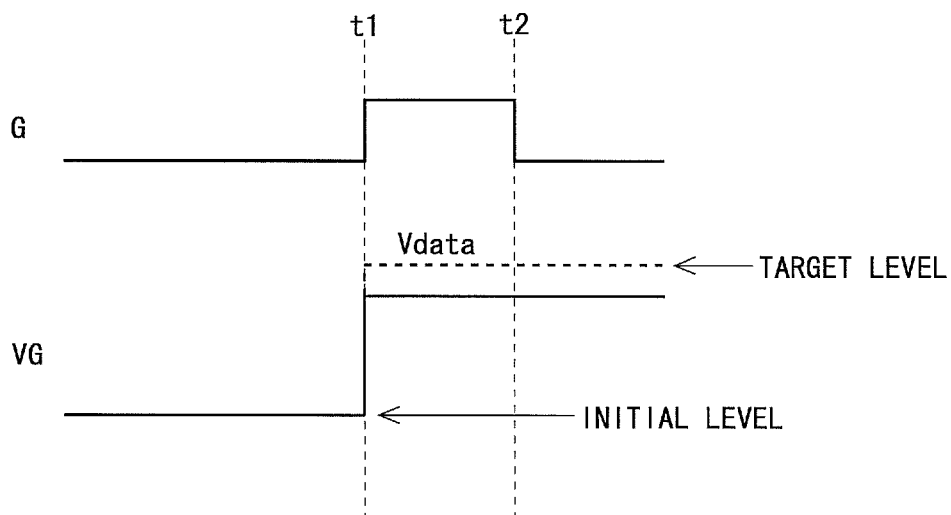 t1
t2
G
Vdata
TARGET LEVEL
VG
INITIAL LEVEL